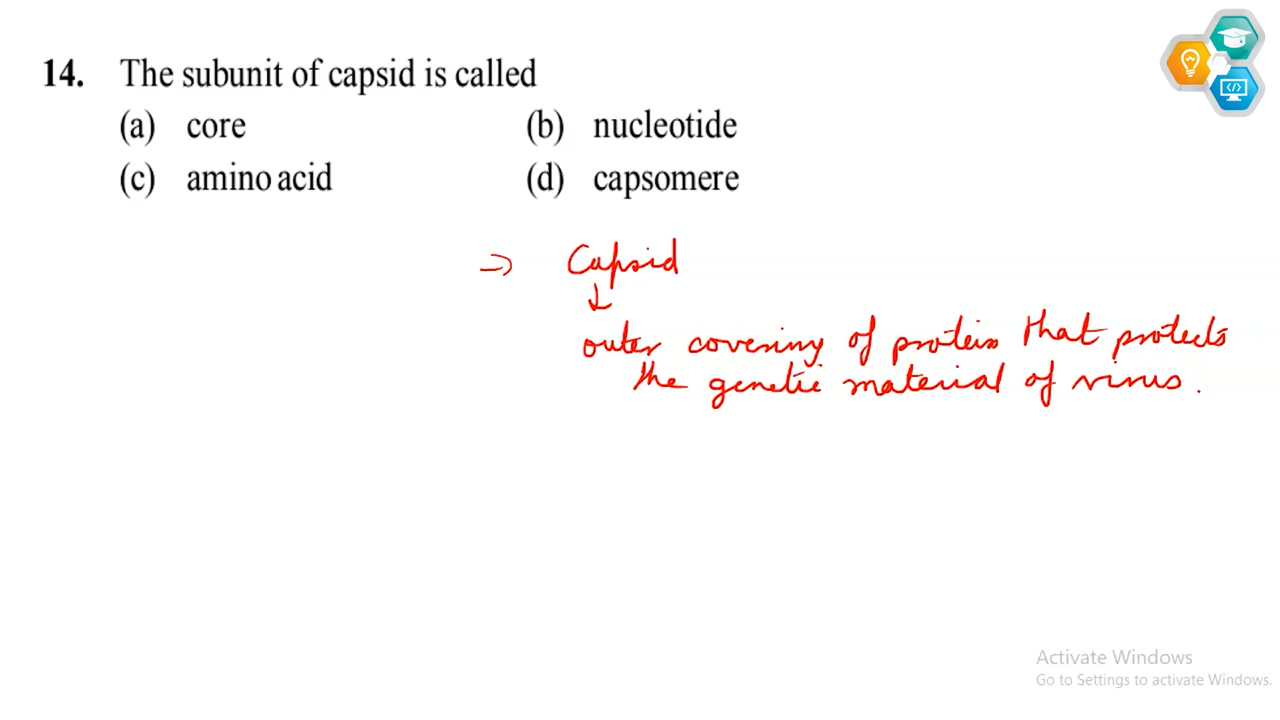 14. The subunit of capsid is called
(a) core (b) nucleotide
(c) amino acid (d) capsomere
⇒ Capsid
↓
outer covering of protein that protects
the genetic material of virus.
</>
Activate Windows
Go to Settings to activate Windows.